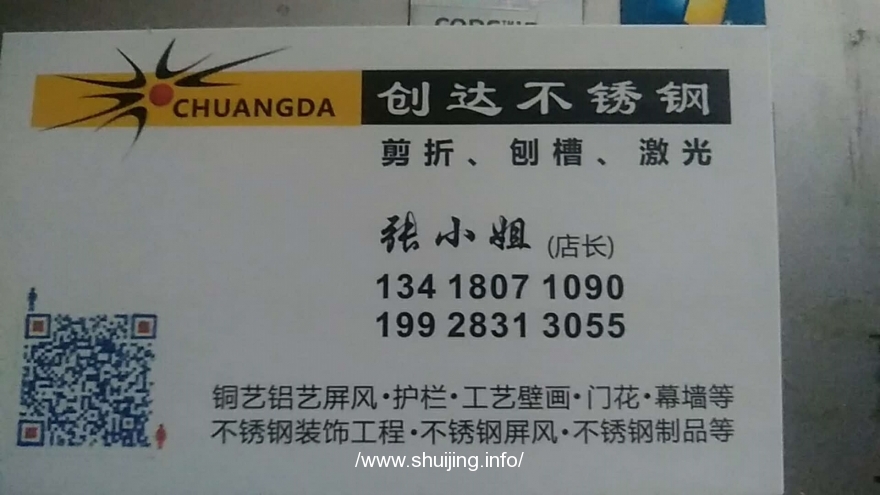 CHUANGDA 创达不锈钢
剪折、刨槽、激光
张小姐 (店长)
134 1807 1090
199 2831 3055
铜艺铝艺屏风·护栏·工艺壁画·门花·幕墙等
不锈钢装饰工程·不锈钢屏风·不锈钢制品等
/www.shuijing.info/